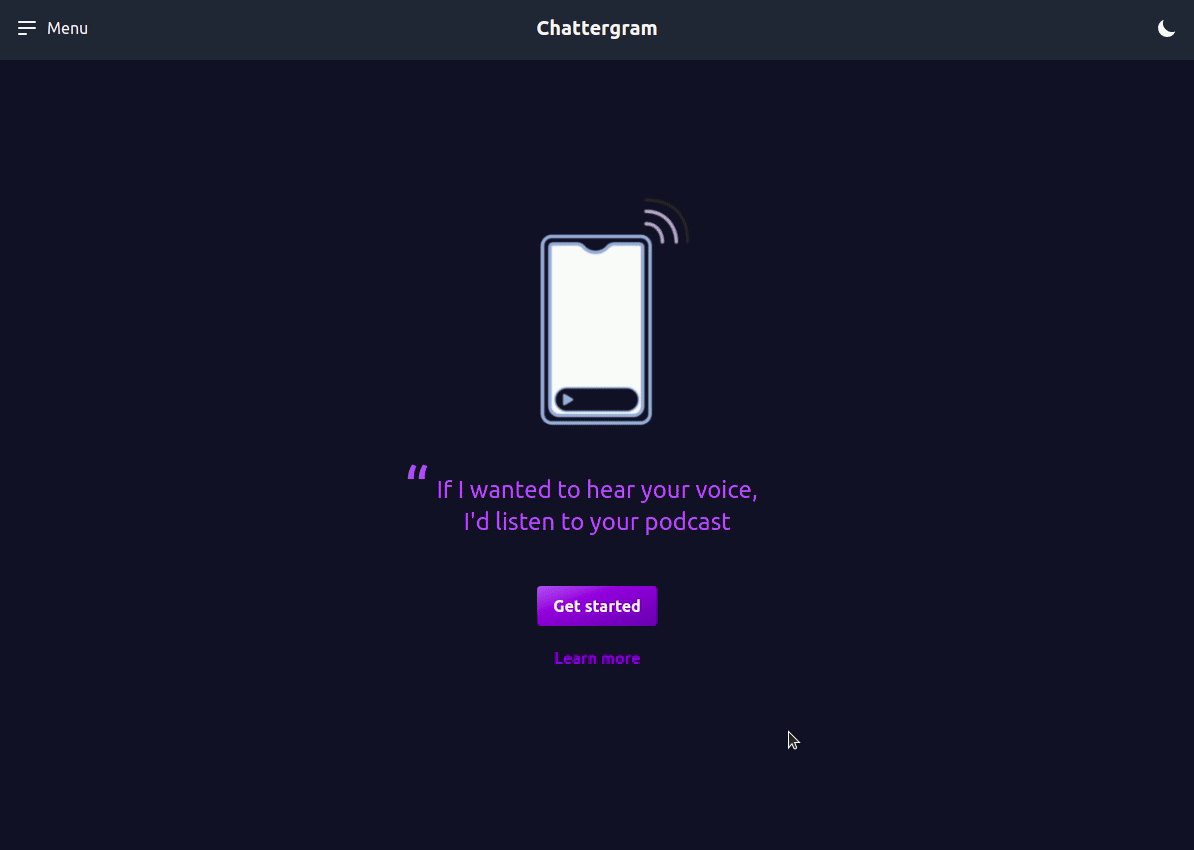 Menu
Chattergram
“ If I wanted to hear your voice,
I'd listen to your podcast
Get started
Learn more